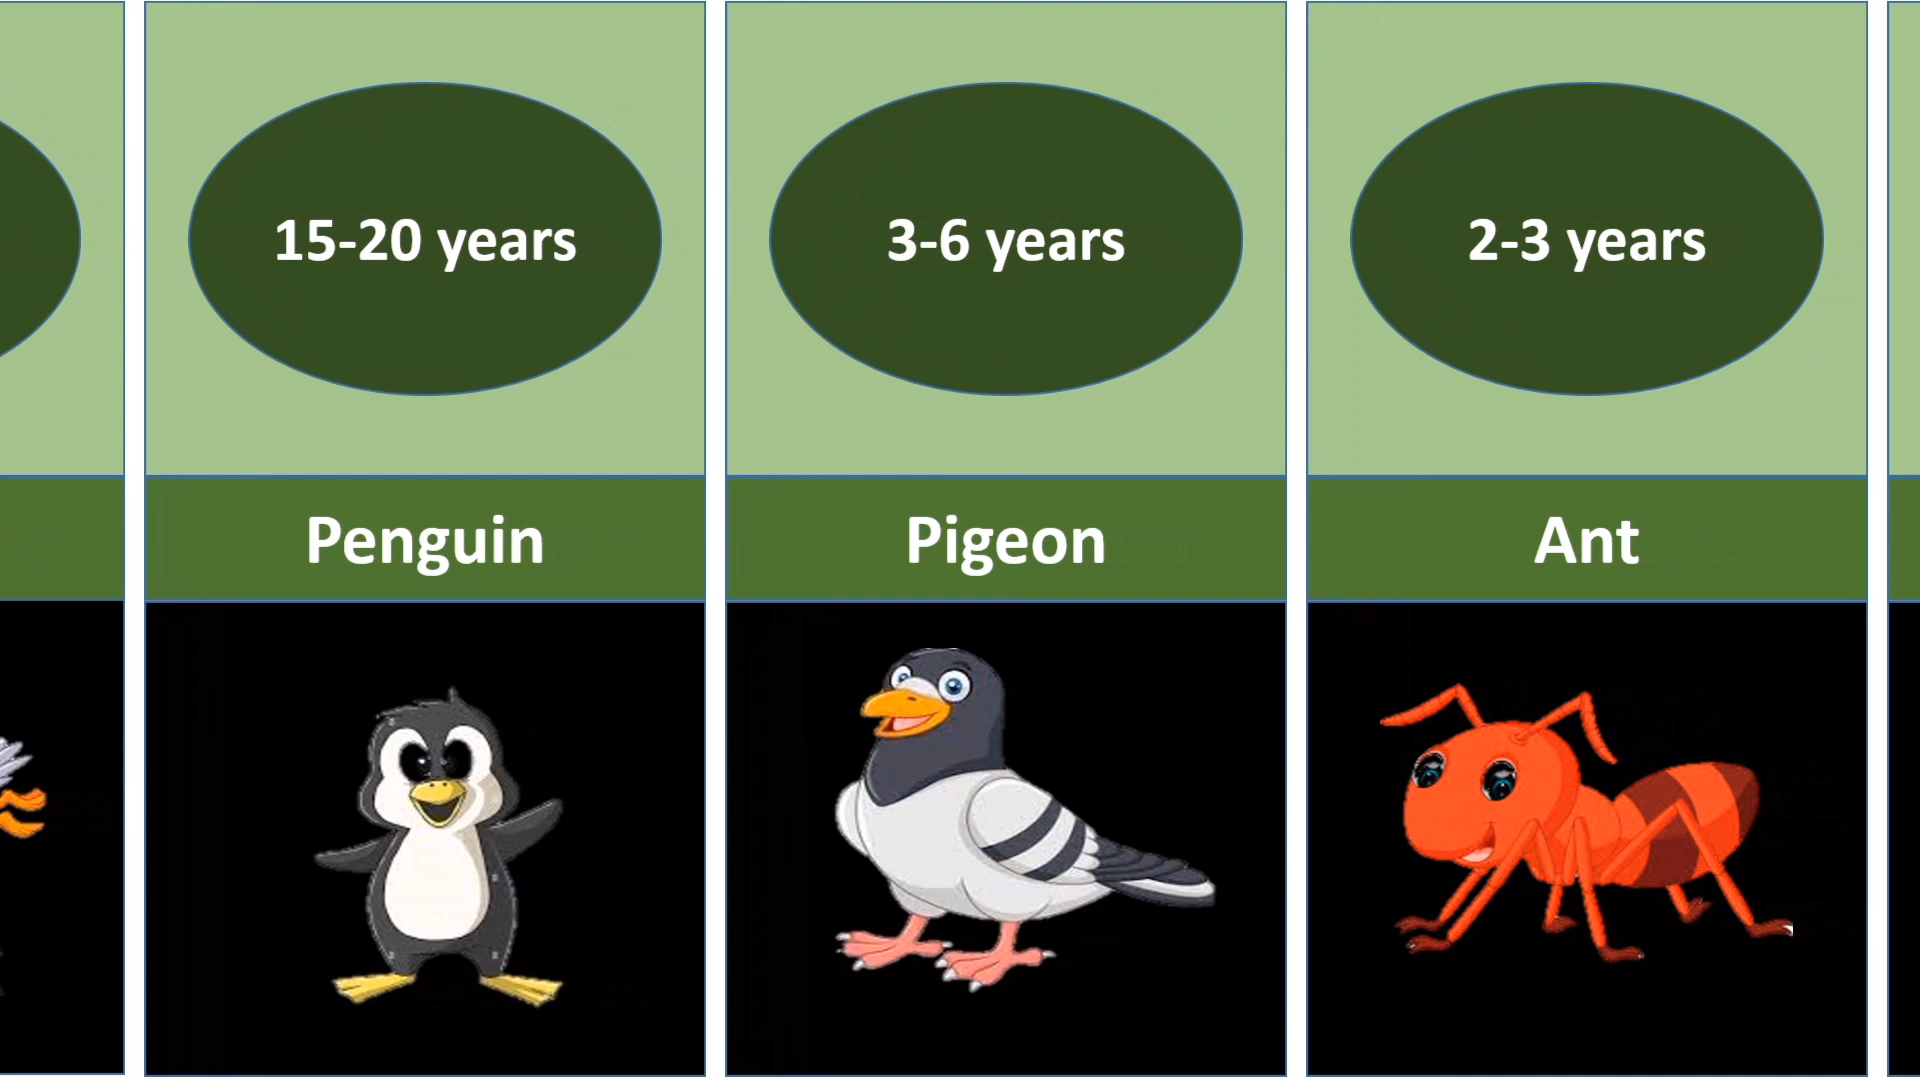 15-20 years
3-6 years
2-3 years
Penguin
Pigeon
Ant